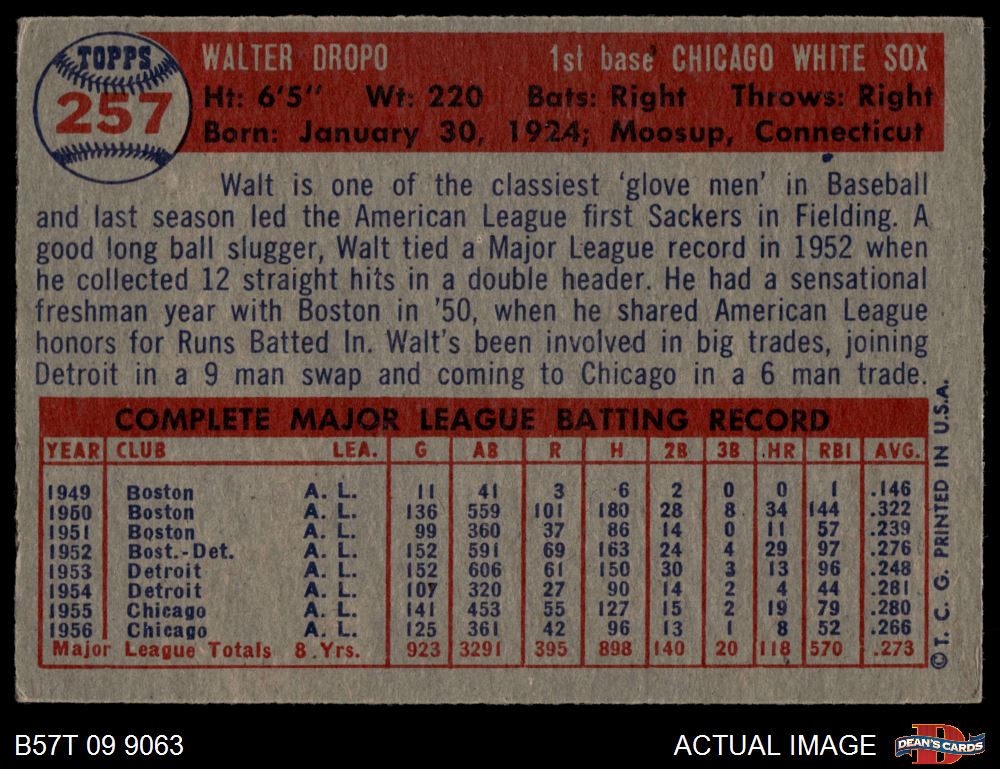 TOPPS
257
WALTER DROPO 1st base CHICAGO WHITE SOX
Ht: 6'5" Wt: 220 Bats: Right Throws: Right
Born: January 30, 1924; Moosup, Connecticut
Walt is one of the classiest 'glove men' in Baseball
and last season led the American League first Sackers in Fielding. A
good long ball slugger, Walt tied a Major League record in 1952 when
he collected 12 straight hits in a double header. He had a sensational
freshman year with Boston in '50, when he shared American League
honors for Runs Batted In. Walt's been involved in big trades, joining
Detroit in a 9 man swap and coming to Chicago in a 6 man trade.
COMPLETE MAJOR LEAGUE BATTING RECORD
YEAR CLUB LEA. G AB R H 2B 3B HR RBI AVG.
1949 Boston A. L. 11 41 3 6 2 0 0 1 .146
1950 Boston A. L. 136 559 101 180 28 8 34 144 .322
1951 Boston A. L. 99 360 37 86 14 0 11 57 .239
1952 Bost.-Det. A. L. 152 591 69 163 24 4 29 97 .276
1953 Detroit A. L. 152 606 61 150 30 3 13 96 .248
1954 Detroit A. L. 107 320 27 90 14 2 4 44 .281
1955 Chicago A. L. 141 453 55 127 15 2 19 79 .280
1956 Chicago A. L. 125 361 42 96 13 1 8 52 .266
Major League Totals 8 Yrs. 923 3291 395 898 140 20 118 570 .273
© T. C. G. PRINTED IN U.S.A.
B57T 09 9063 ACTUAL IMAGE
D
DEAN'S CARDS